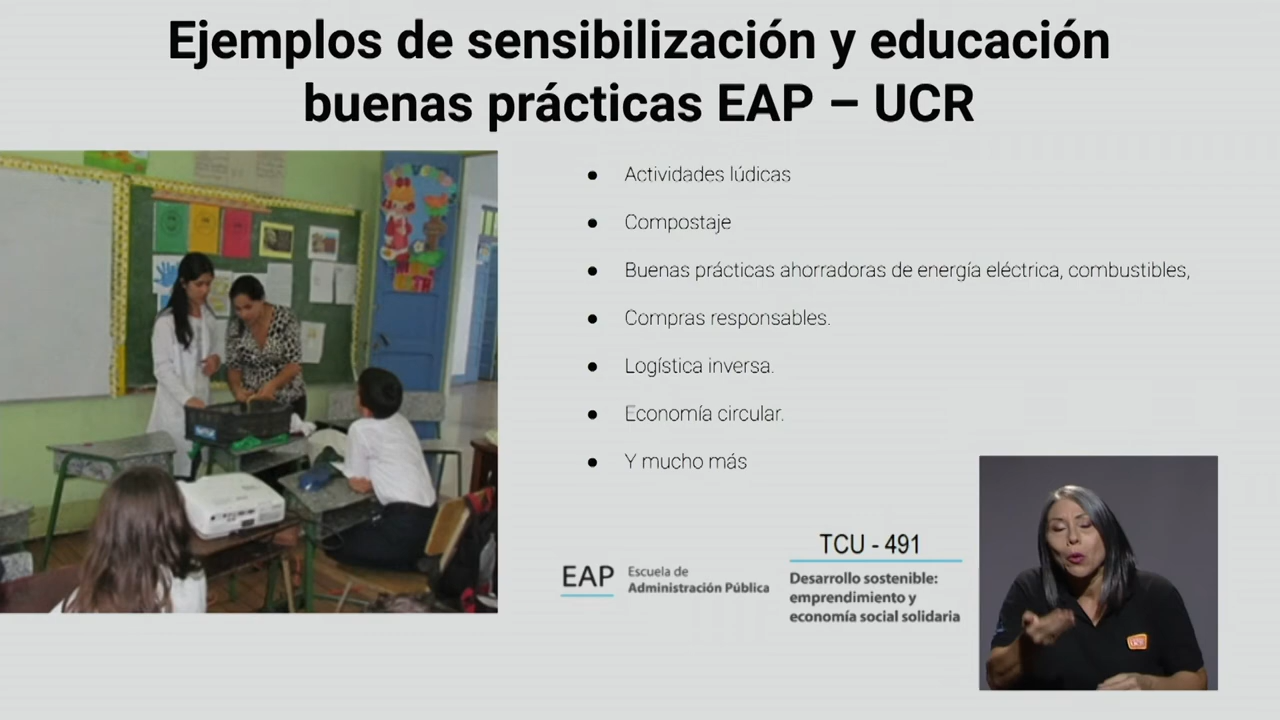 Ejemplos de sensibilización y educación
buenas prácticas EAP – UCR
● Actividades lúdicas
● Compostaje
● Buenas prácticas ahorradoras de energía eléctrica, combustibles,
● Compras responsables.
● Logística inversa.
● Economía circular.
● Y mucho más
EAP
Escuela de
Administración Pública
TCU - 491
Desarrollo sostenible:
emprendimiento y
economía social solidaria